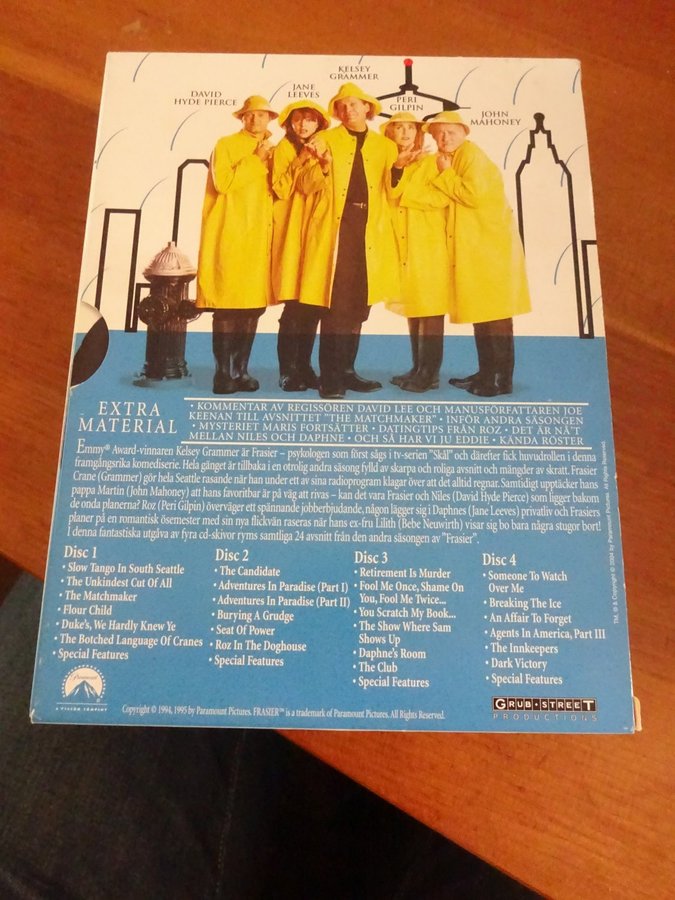 KELSEY
GRAMMER
DAVID
HYDE PIERCE
JANE
LEEVES
PERI
GILPIN
JOHN
MAHONEY
EXTRA
MATERIAL
• KOMMENTAR AV REGISSÖREN DAVID LEE OCH MANUSFÖRFATTAREN JOE
KEENAN TILL AVSNITTET "THE MATCHMAKER" • INFÖR ANDRA SÄSONGEN
• MYSTERIET MARIS FORTSÄTTER • DATINGTIPS FRÅN ROZ • DET ÄR NÅ'T
MELLAN NILES OCH DAPHNE • OCH SÅ HAR VI JU EDDIE • KÄNDA RÖSTER
Emmy® Award-vinnaren Kelsey Grammer är Frasier – psykologen som först sågs i tv-serien "Skål" och därefter fick huvudrollen i denna
framgångsrika komediserie. Hela gänget är tillbaka i en otrolig andra säsong fylld av skarpa och roliga avsnitt och mängder av skratt. Frasier
Crane (Grammer) gör hela Seattle rasande när han under ett av sina radioprogram klagar över att det alltid regnar. Samtidigt upptäcker hans
pappa Martin (John Mahoney) att hans favoritbar är på väg att rivas – kan det vara Frasier och Niles (David Hyde Pierce) som ligger bakom
de onda planerna? Roz (Peri Gilpin) överväger ett spännande jobberbjudande, någon lägger sig i Daphnes (Jane Leeves) privatliv och Frasiers
planer på en romantisk ösemester med sin nya flickvän raseras när hans ex-fru Lilith (Bebe Neuwirth) visar sig bo bara några stugor bort!
I denna fantastiska utgåva av fyra cd-skivor ryms samtliga 24 avsnitt från den andra säsongen av "Frasier".
Disc 1
• Slow Tango In South Seattle
• The Unkindest Cut Of All
• The Matchmaker
• Flour Child
• Duke's, We Hardly Knew Ye
• The Botched Language Of Cranes
• Special Features
Disc 2
• The Candidate
• Adventures In Paradise (Part I)
• Adventures In Paradise (Part II)
• Burying A Grudge
• Seat Of Power
• Roz In The Doghouse
• Special Features
Disc 3
• Retirement Is Murder
• Fool Me Once, Shame On
You, Fool Me Twice...
• You Scratch My Book...
• The Show Where Sam
Shows Up
• Daphne's Room
• The Club
• Special Features
Disc 4
• Someone To Watch
Over Me
• Breaking The Ice
• An Affair To Forget
• Agents In America, Part III
• The Innkeepers
• Dark Victory
• Special Features
Paramount
A VIACOM COMPANY
Copyright © 1994, 1995 by Paramount Pictures. FRASIER™ is a trademark of Paramount Pictures. All Rights Reserved.
GRUB • STREET
PRODUCTIONS
TM, ® & Copyright © 2004 by Paramount Pictures. All Rights Reserved.